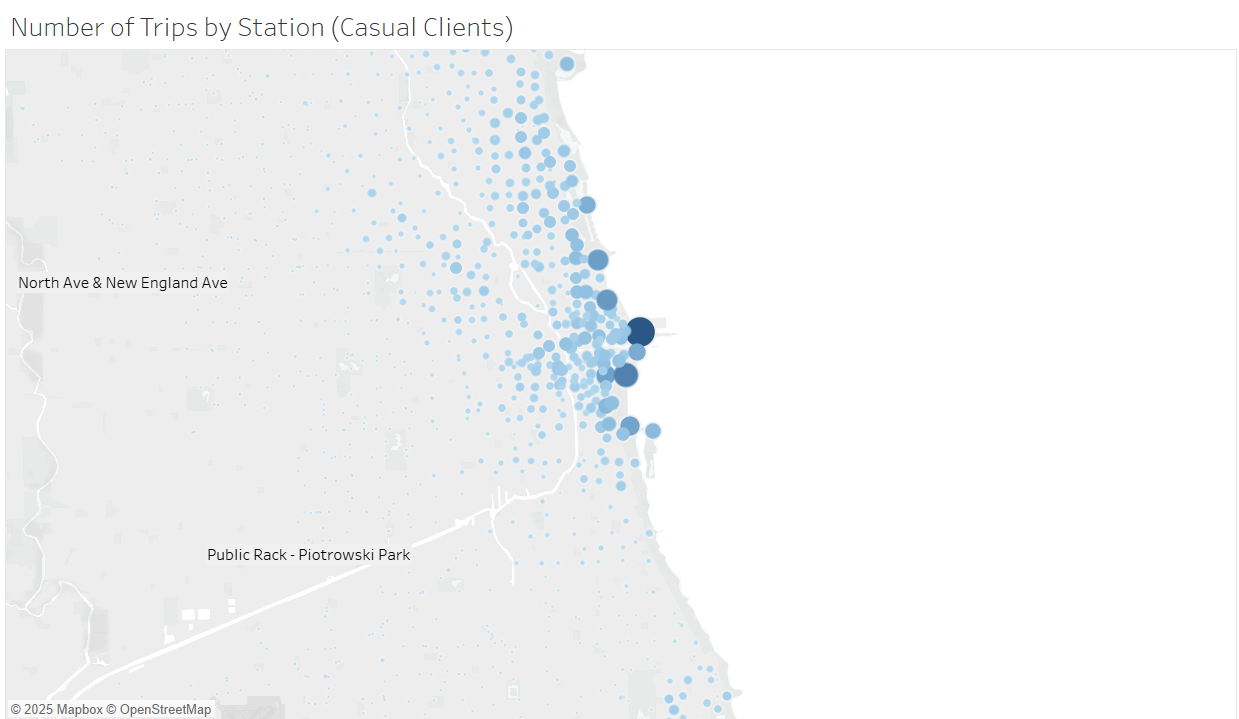 Number of Trips by Station (Casual Clients)
North Ave & New England Ave
Public Rack - Piotrowski Park
© 2025 Mapbox © OpenStreetMap